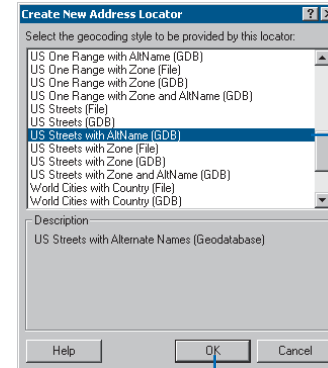 Create New Address Locator
Select the geocoding style to be provided by this locator:
US One Range with AltName (GDB)
US One Range with Zone (File)
US One Range with Zone (GDB)
US One Range with Zone and AltName (GDB)
US Streets (File)
US Streets (GDB)
US Streets with AltName (GDB)
US Streets with Zone (File)
US Streets with Zone (GDB)
US Streets with Zone and AltName (GDB)
World Cities with Country (File)
World Cities with Country (GDB)
Description
US Streets with Alternate Names (Geodatabase)
Help OK Cancel